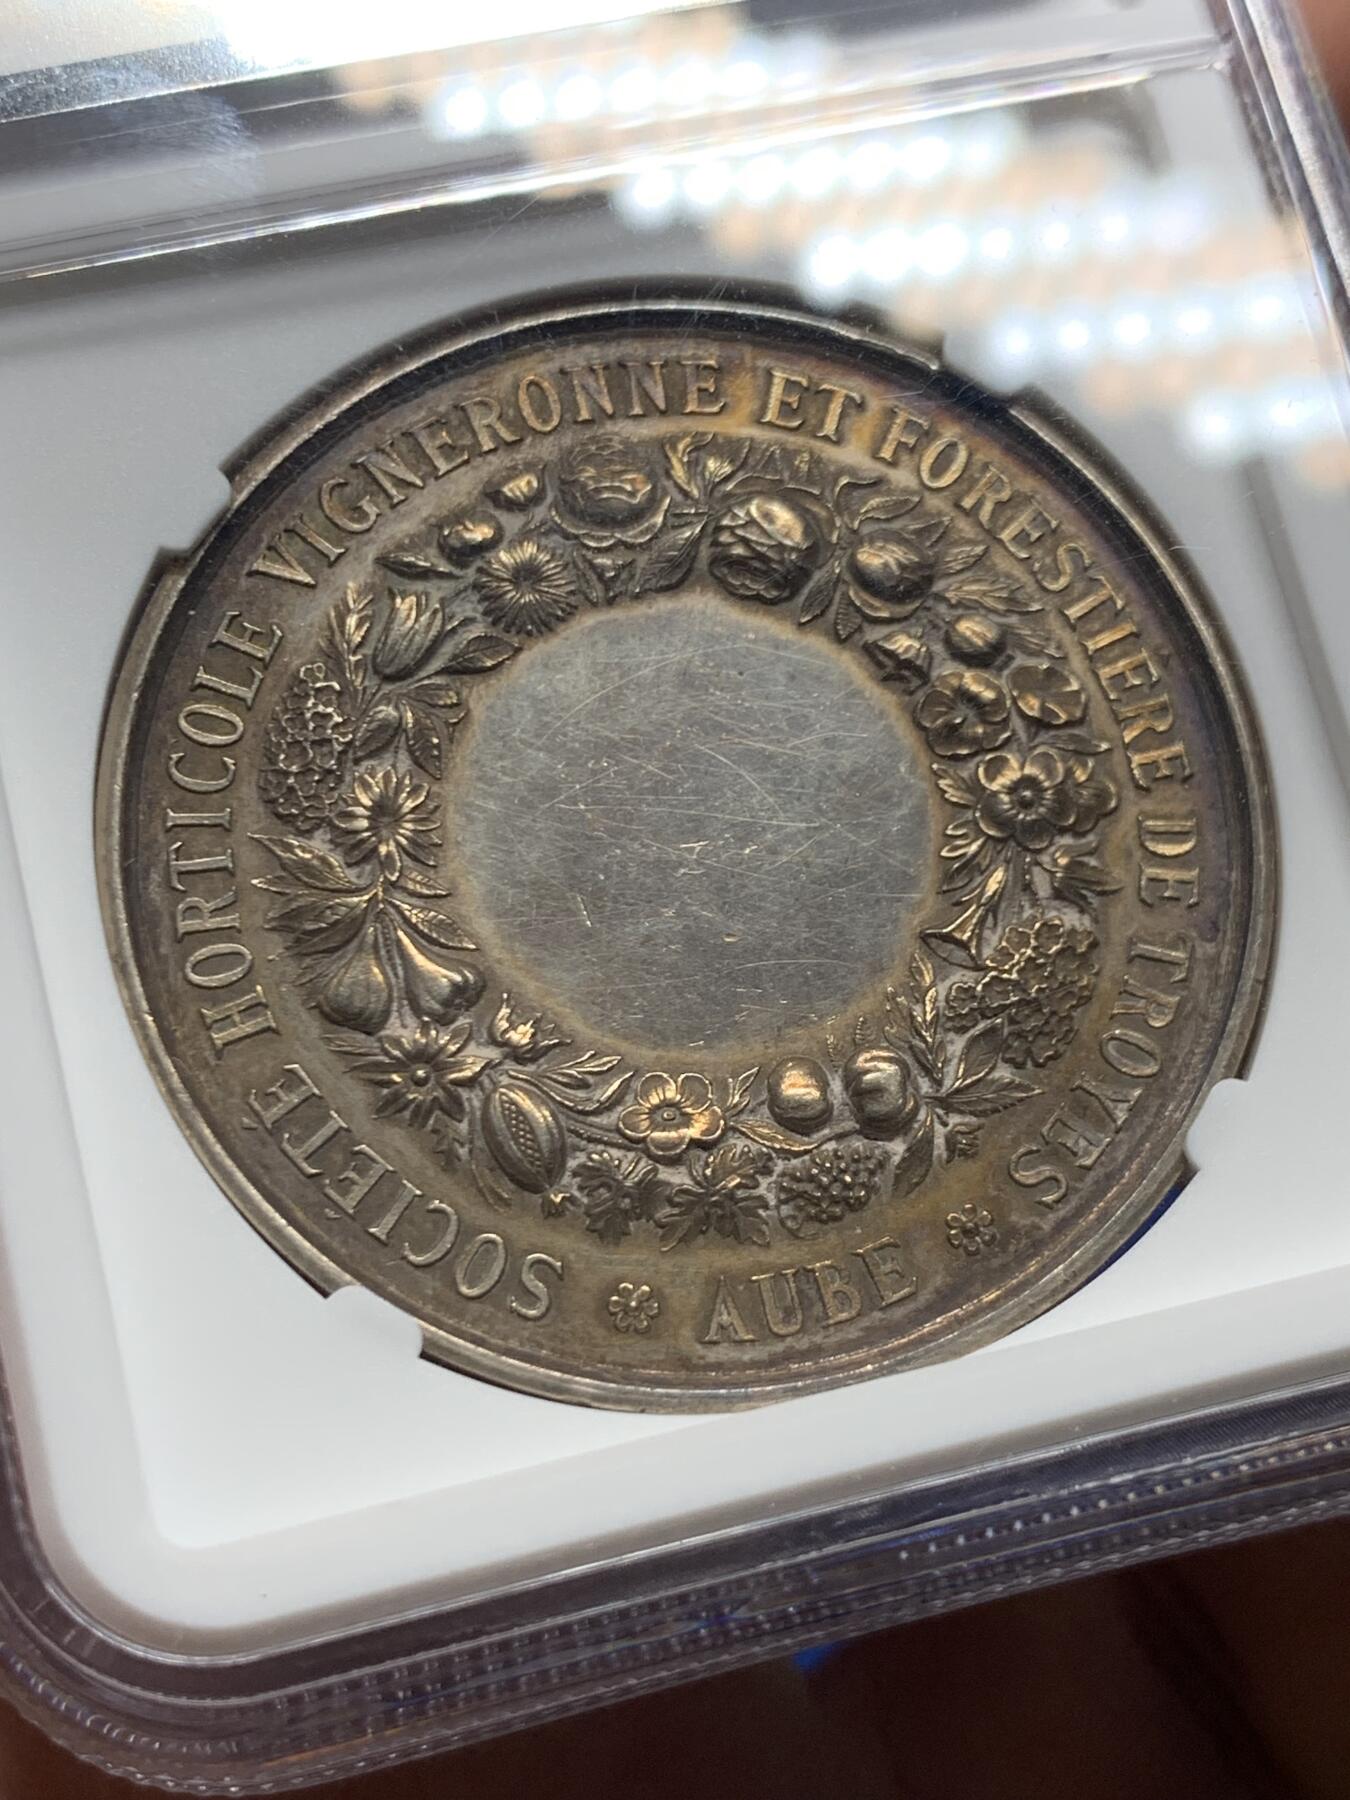 SOCIÉTÉ HORTICOLE VIGNERONNE ET FORESTIÈRE DE TROYES
AUBE